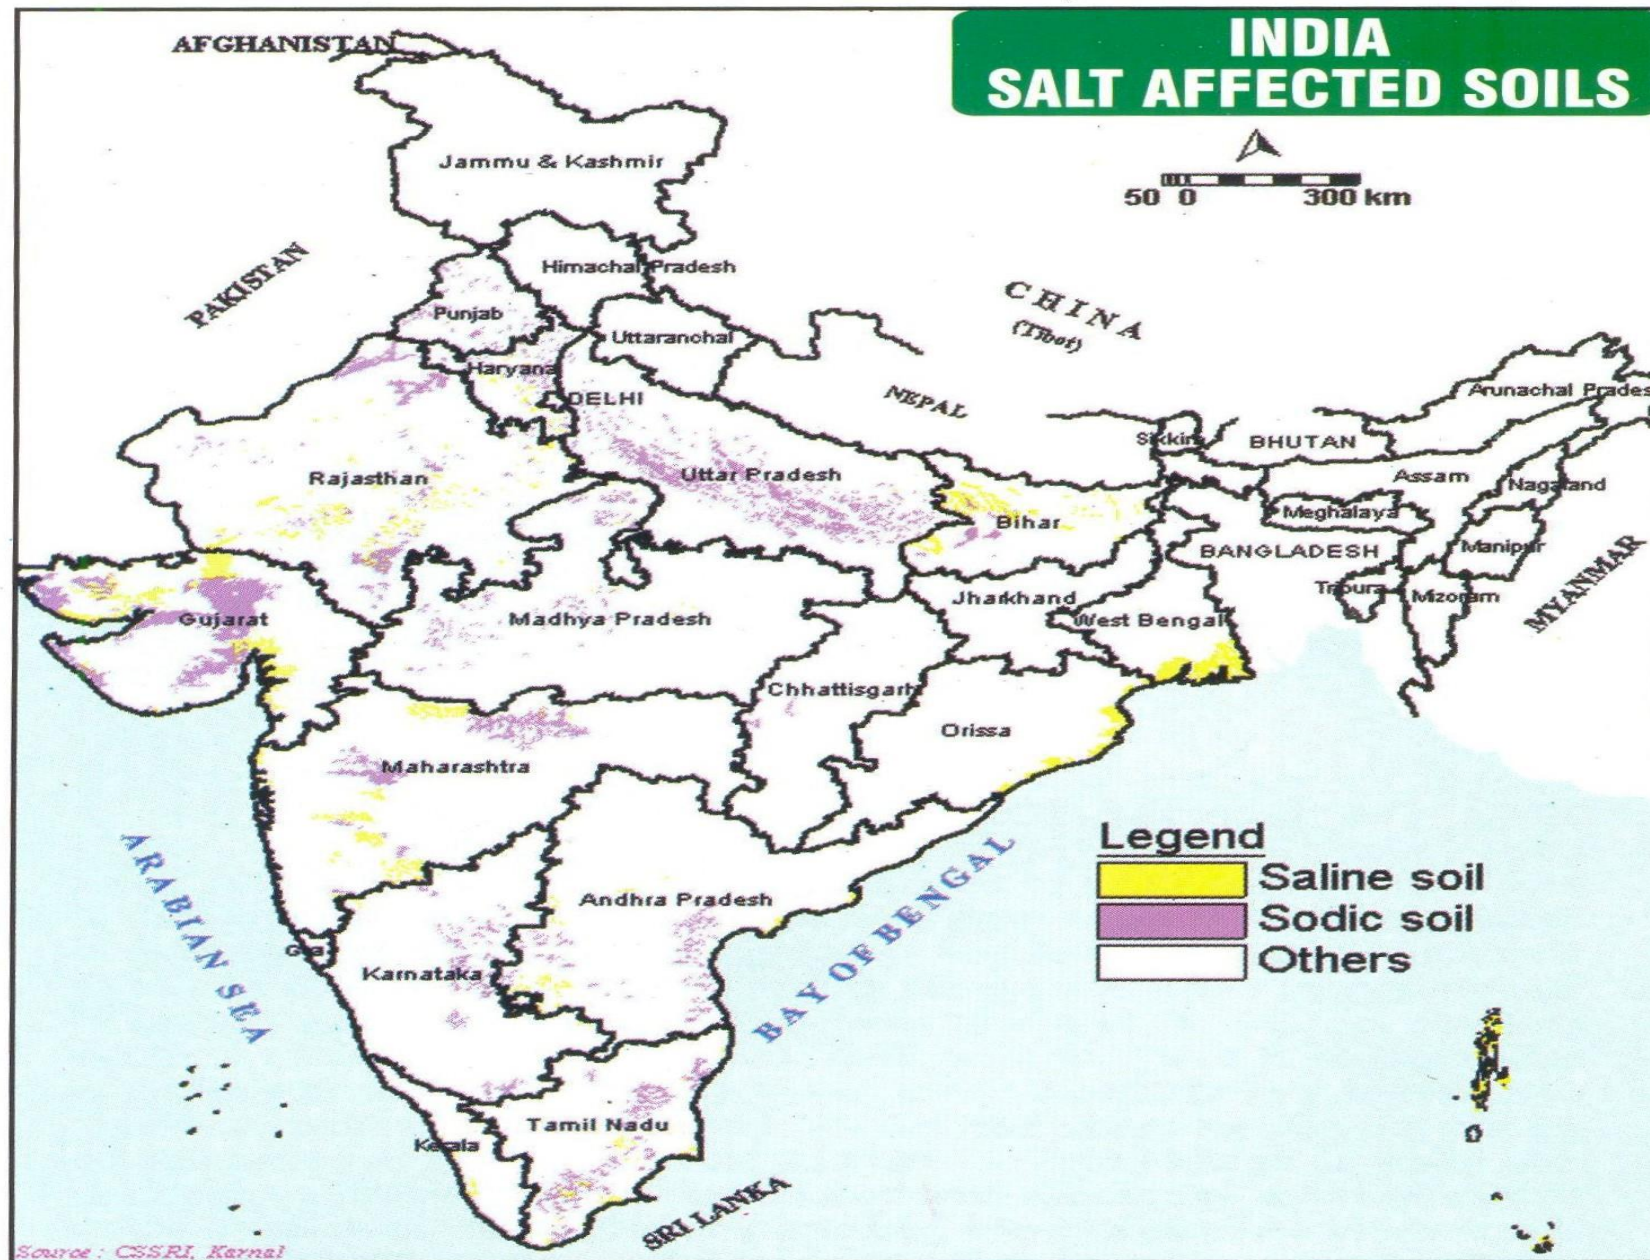 INDIA
SALT AFFECTED SOILS
AFGHANISTAN
50 0 300 km
Jammu & Kashmir
PAKISTAN
Himachal Pradesh
CHINA
(Tibet)
Punjab
Uttaranchal
Haryana
DELHI
NEPAL
Arunachal Prades
Sikkim
BHUTAN
Rajasthan
Uttar Pradesh
Assam
Nagaland
Bihar
Meghalaya
BANGLADESH
Manipur
MYANMAR
Gujarat
Madhya Pradesh
Jharkhand
West Bengal
Tripura
Mizoram
Chhattisgarh
Orissa
Maharashtra
ARABIAN SEA
Legend
Saline soil
Sodic soil
Others
Andhra Pradesh
BAY OF BENGAL
Goa
Karnataka
Tamil Nadu
Kerala
SRI LANKA
Source : CSSRI, Karnal